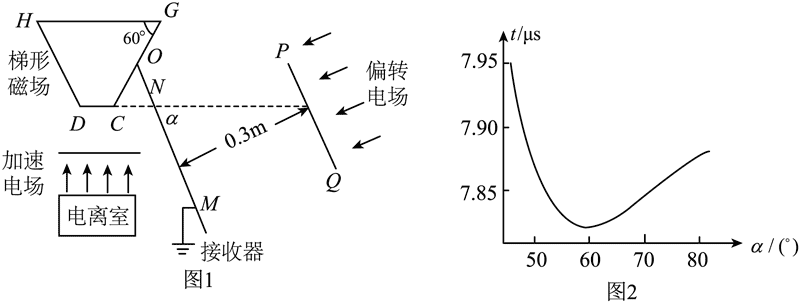 H
G
60°
O
梯形
磁场
N
D
C
α
P
偏转
电场
0.3m
Q
加速
电场
电离室
M
接收器
图1
t/μs
7.95
7.90
7.85
50
60
70
80
α/(°)
图2